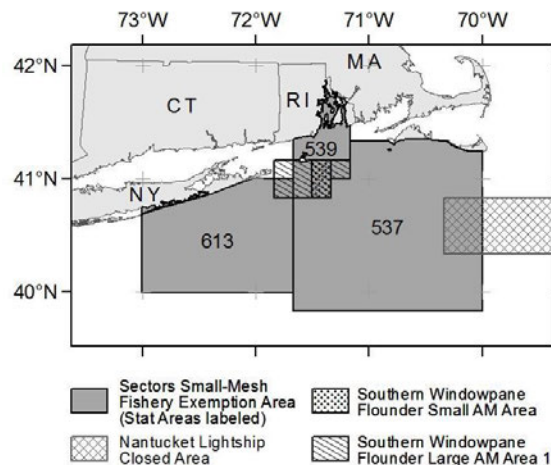 73°W 72°W 71°W 70°W
42°N
MA
RI
CT
539
41°N
NY
613
537
40°N
73°W 72°W 71°W 70°W
Sectors Small-Mesh
Fishery Exemption Area
(Stat Areas labeled)
Southern Windowpane
Flounder Small AM Area
Nantucket Lightship
Closed Area
Southern Windowpane
Flounder Large AM Area 1